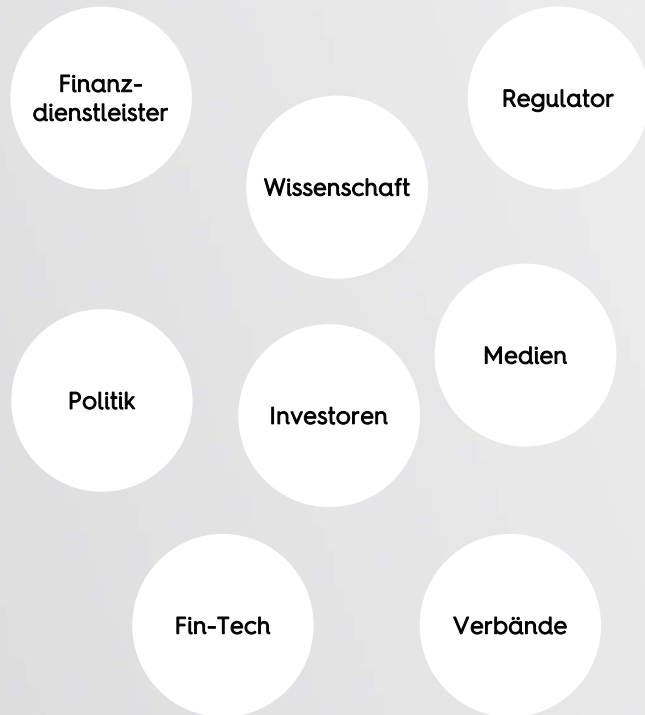 Finanz-
dienstleister
Regulator
Wissenschaft
Medien
Politik
Investoren
Fin-Tech
Verbände